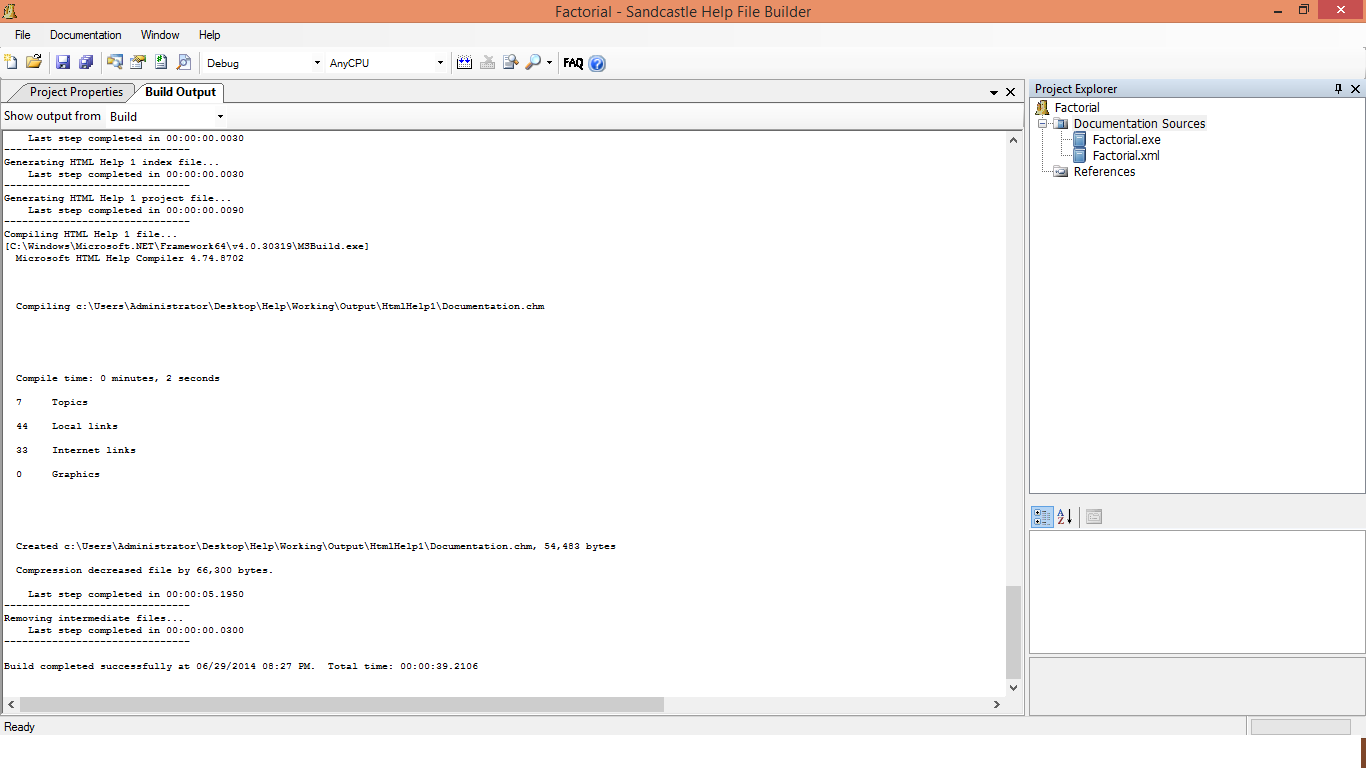 Factorial - Sandcastle Help File Builder
File Documentation Window Help
Debug AnyCPU FAQ
Project Properties Build Output
Show output from Build
Last step completed in 00:00:00.0030
-------------------------------
Generating HTML Help 1 index file...
Last step completed in 00:00:00.0030
-------------------------------
Generating HTML Help 1 project file...
Last step completed in 00:00:00.0090
-------------------------------
Compiling HTML Help 1 file...
[C:\Windows\Microsoft.NET\Framework64\v4.0.30319\MSBuild.exe]
Microsoft HTML Help Compiler 4.74.8702
Compiling c:\Users\Administrator\Desktop\Help\Working\Output\HtmlHelp1\Documentation.chm
Compile time: 0 minutes, 2 seconds
7 Topics
44 Local links
33 Internet links
0 Graphics
Created c:\Users\Administrator\Desktop\Help\Working\Output\HtmlHelp1\Documentation.chm, 54,483 bytes
Compression decreased file by 66,300 bytes.
Last step completed in 00:00:05.1950
-------------------------------
Removing intermediate files...
Last step completed in 00:00:00.0300
-------------------------------
Build completed successfully at 06/29/2014 08:27 PM. Total time: 00:00:39.2106
Project Explorer
Factorial
Documentation Sources
Factorial.exe
Factorial.xml
References
A
Z
Ready